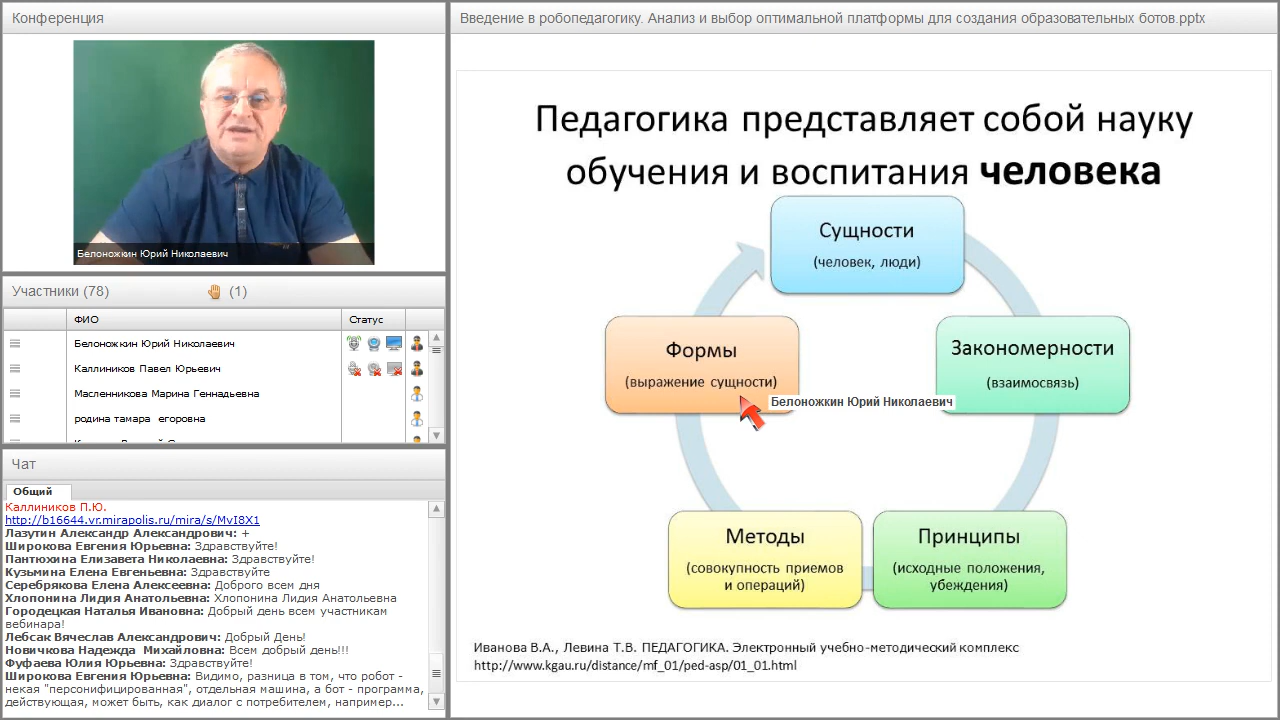 Конференция
Белоножкин Юрий Николаевич
Участники (78)
(1)
ФИО
Статус
Белоножкин Юрий Николаевич
Каллиников Павел Юрьевич
Масленникова Марина Геннадьевна
родина тамара егоровна
Чат
Общий
Каллиников П.Ю.
http://b16644.vr.mirapolis.ru/mira/s/MvI8X1
Лазутин Александр Александрович: +
Широкова Евгения Юрьевна: Здравствуйте!
Пантюхина Елизавета Николаевна: Здравствуйте!
Кузьмина Елена Евгеньевна: Здравствуйте
Серебрякова Елена Алексеевна: Доброго всем дня
Хлопонина Лидия Анатольевна: Хлопонина Лидия Анатольевна
Городецкая Наталья Ивановна: Добрый день всем участникам
вебинара!
Лебсак Вячеслав Александрович: Добрый День!
Новичкова Надежда Михайловна: Всем добрый день!!!
Фуфаева Юлия Юрьевна: Здравствуйте!
Широкова Евгения Юрьевна: Видимо, разница в том, что робот -
некая "персонифицированная", отдельная машина, а бот - программа,
действующая, может быть, как диалог с потребителем, например...
Введение в робопедагогику. Анализ и выбор оптимальной платформы для создания образовательных ботов.pptx
Педагогика представляет собой науку
обучения и воспитания человека
Сущности
(человек, люди)
Формы
(выражение сущности)
Закономерности
(взаимосвязь)
Белоножкин Юрий Николаевич
Методы
(совокупность приемов
и операций)
Принципы
(исходные положения,
убеждения)
Иванова В.А., Левина Т.В. ПЕДАГОГИКА. Электронный учебно-методический комплекс
http://www.kgau.ru/distance/mf_01/ped-asp/01_01.html